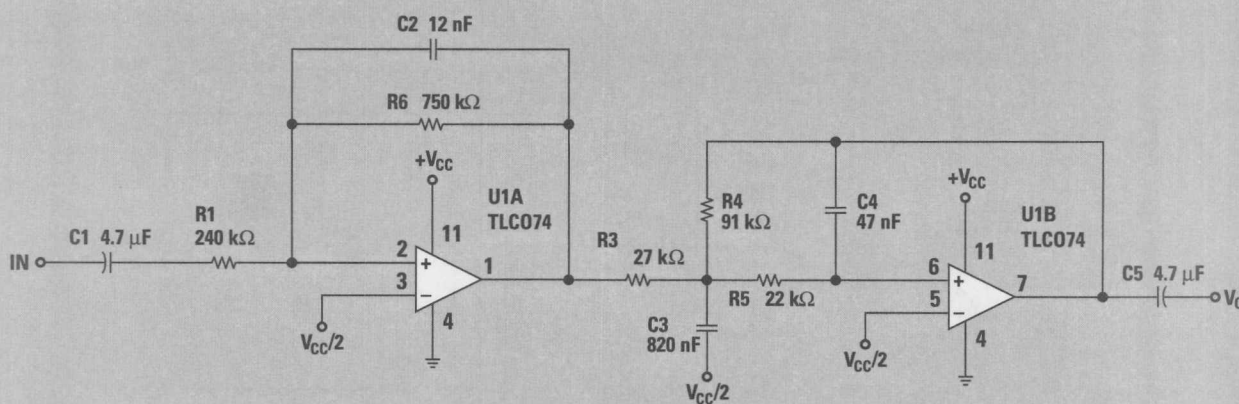 C2 12 nF
R6 750 kΩ
+VCC
U1A
TLC074
11
R1
240 kΩ
C1 4.7 μF
IN
2
+
3
−
1
4
VCC/2
R3
27 kΩ
R4
91 kΩ
C4
47 nF
R5 22 kΩ
C3
820 nF
VCC/2
+VCC
U1B
TLC074
11
6
+
5
−
7
4
VCC/2
C5 4.7 μF